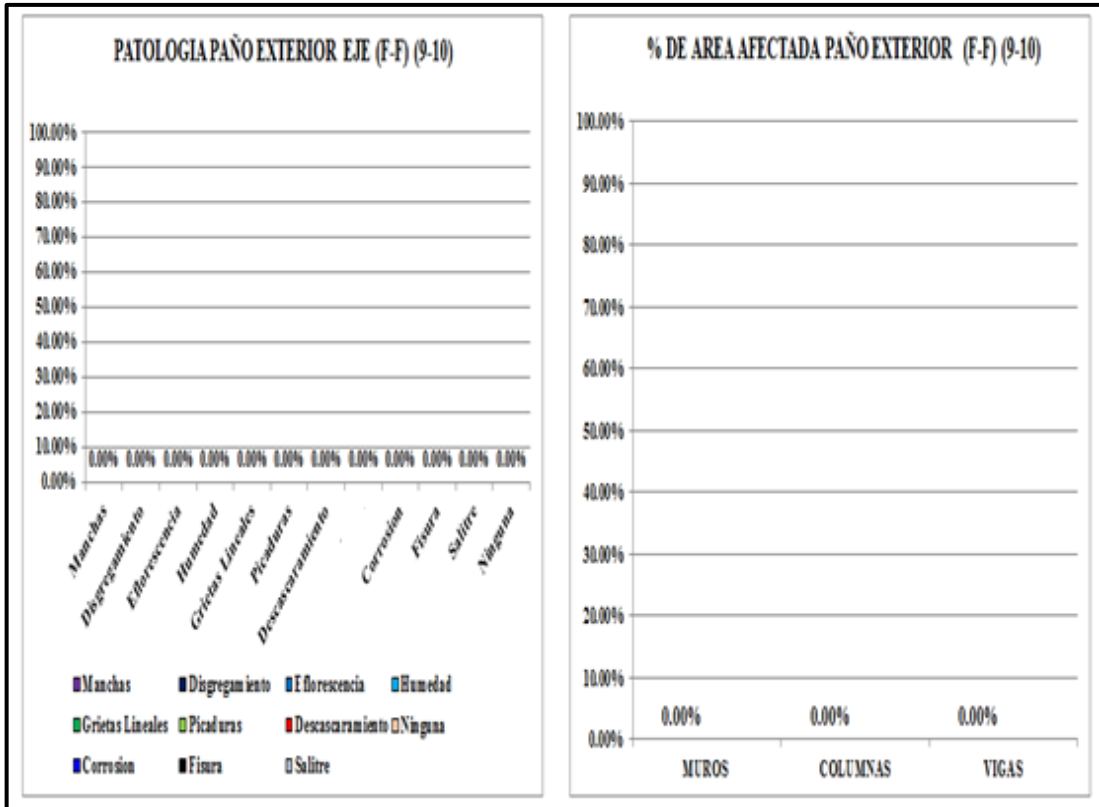 PATOLOGIA PAÑO EXTERIOR EJE (F-F) (9-10)
100.00%
90.00%
80.00%
70.00%
60.00%
50.00%
40.00%
30.00%
20.00%
10.00%
0.00%
0.00% 0.00% 0.00% 0.00% 0.00% 0.00% 0.00% 0.00% 0.00% 0.00% 0.00% 0.00%
Manchas
Disgregamiento
Eflorescencia
Humedad
Grietas Lineales
Picaduras
Descascaramiento
Corrosion
Fisura
Salitre
Ninguna
Manchas Disgregamiento Eflorescencia Humedad
Grietas Lineales Picaduras Descascaramiento Ninguna
Corrosion Fisura Salitre
% DE AREA AFECTADA PAÑO EXTERIOR (F-F) (9-10)
100.00%
90.00%
80.00%
70.00%
60.00%
50.00%
40.00%
30.00%
20.00%
10.00%
0.00%
0.00% 0.00% 0.00%
MUROS COLUMNAS VIGAS